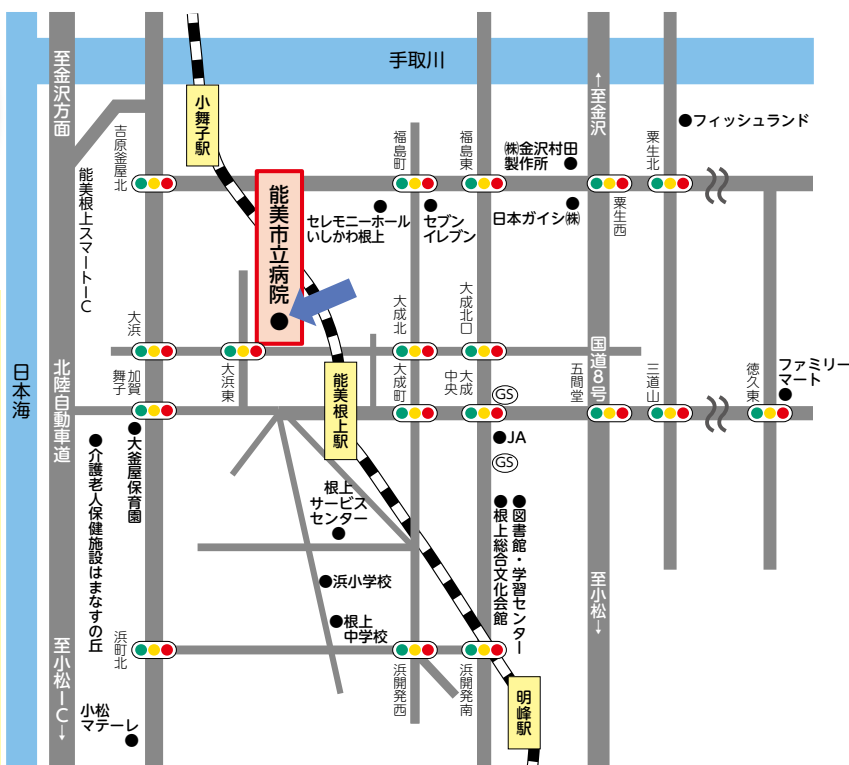 手取川
至金沢方面
小舞子駅
↑至金沢
●フィッシュランド
吉原釜屋北
福島町
福島東
㈱金沢村田
製作所
粟生北
能美根上スマートIC
能美市立病院
セレモニーホール
いしかわ根上
セブン
イレブン
日本ガイシ㈱
粟生西
大浜
大浜東
大成北
大成北口
日本海
北陸自動車道
加賀
舞子
能美根上駅
大成町
大成
中央
GS
国道8号
五間堂
三道山
徳久東
ファミリー
マート
●JA
GS
●介護老人保健施設はまなすの丘
●大釜屋保育園
根上
サービス
センター
●図書館・学習センター
●根上総合文化会館
●浜小学校
●根上
中学校
至小松↓
至小松IC↓
浜町北
浜開発西
浜開発南
明峰駅
小松
マテーレ